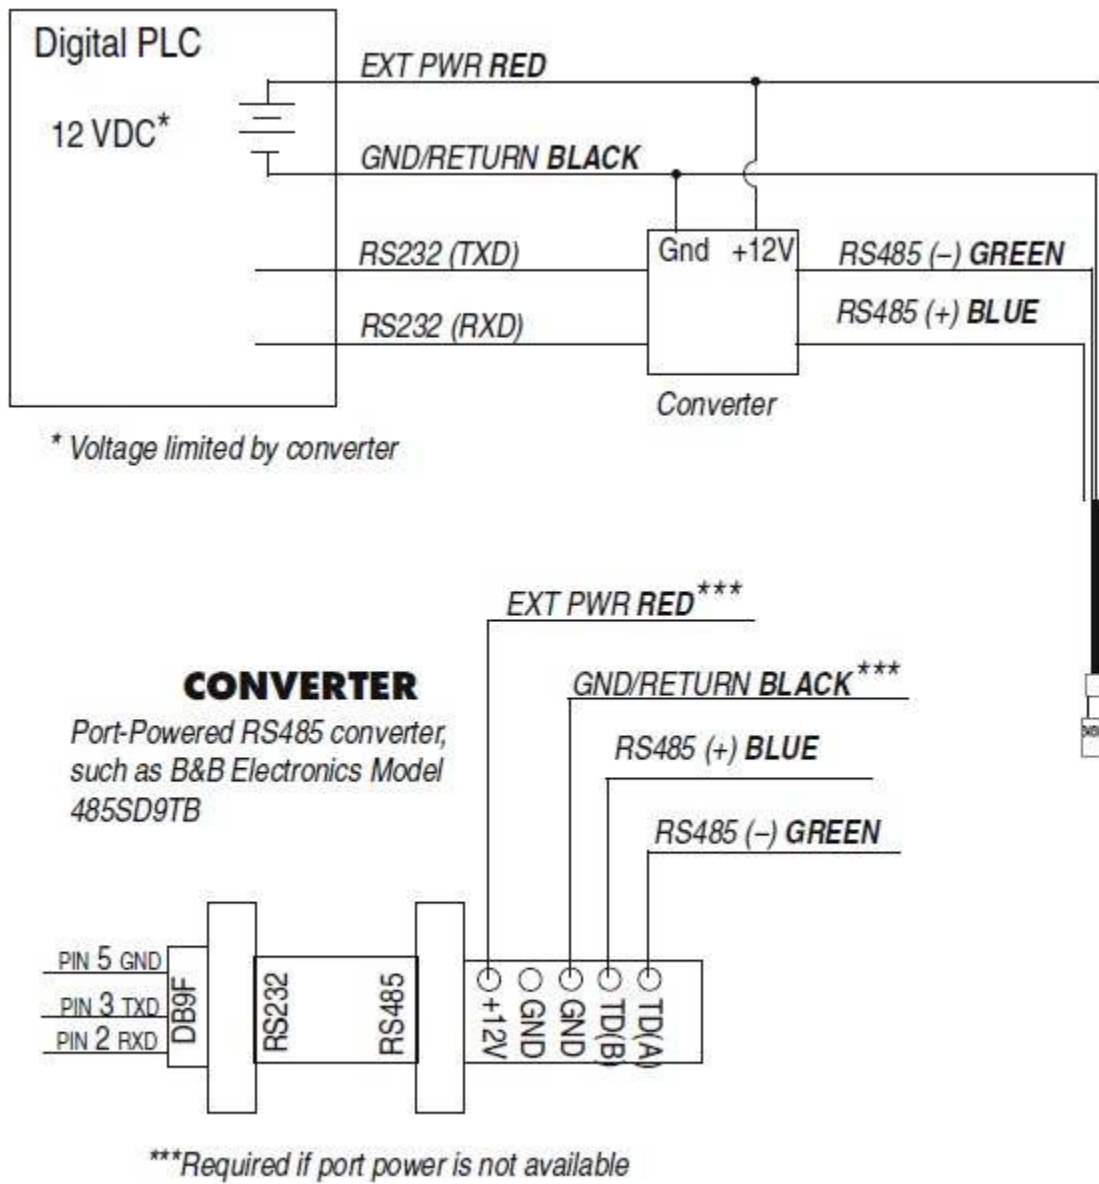 Digital PLC
EXT PWR RED
12 VDC*
GND/RETURN BLACK
RS232 (TXD)
Gnd +12V
RS485 (–) GREEN
RS232 (RXD)
RS485 (+) BLUE
Converter
* Voltage limited by converter
EXT PWR RED***
CONVERTER
GND/RETURN BLACK***
Port-Powered RS485 converter,
such as B&B Electronics Model
485SD9TB
RS485 (+) BLUE
RS485 (–) GREEN
PIN 5 GND
PIN 3 TXD
PIN 2 RXD
DB9F
RS232
RS485
+12V
GND
GND
TD(B)
TD(A)
***Required if port power is not available